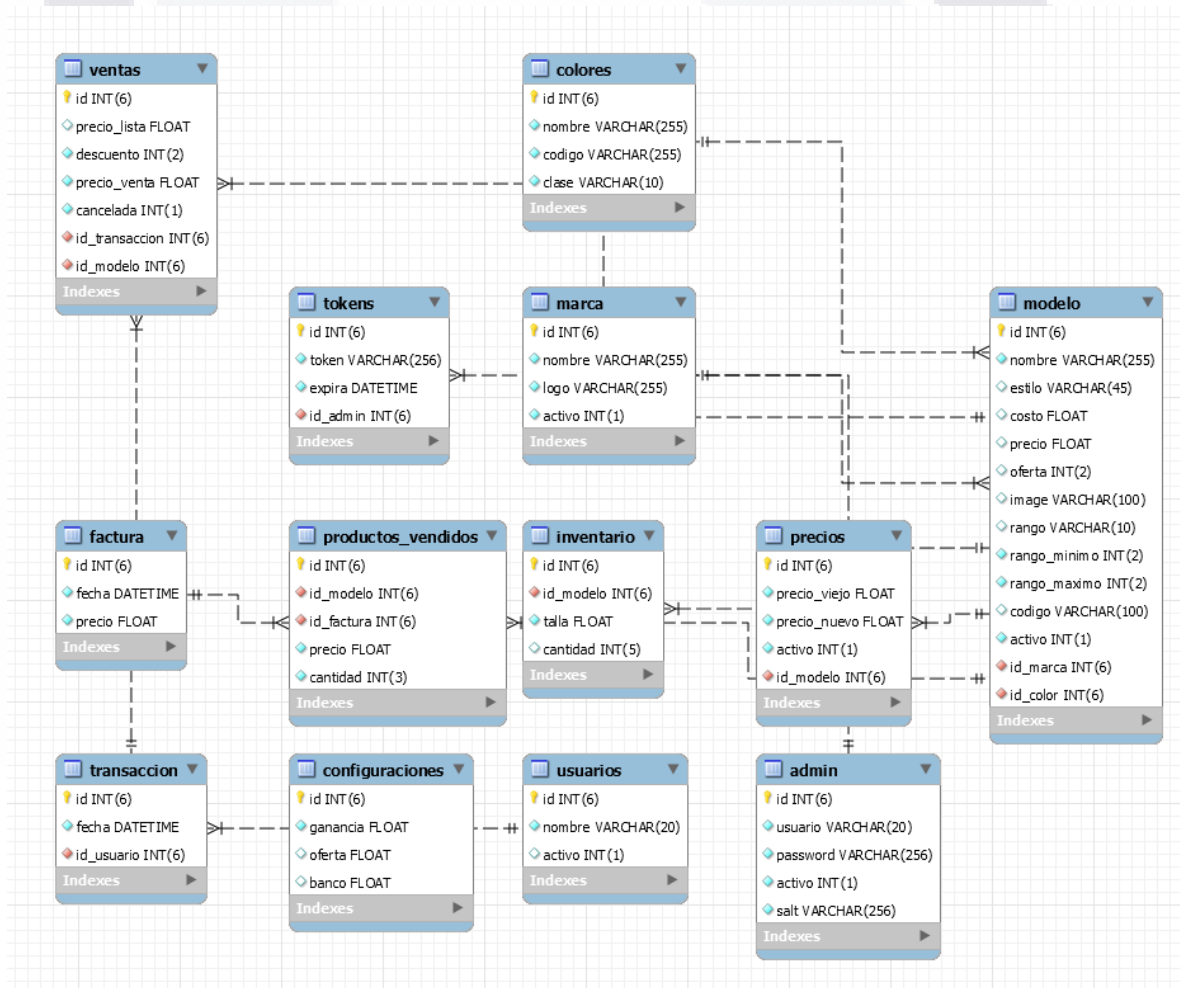 ventas
id INT(6)
precio_lista FLOAT
descuento INT(2)
precio_venta FLOAT
cancelada INT(1)
id_transaccion INT(6)
id_modelo INT(6)
Indexes
colores
id INT(6)
nombre VARCHAR(255)
codigo VARCHAR(255)
clase VARCHAR(10)
Indexes
tokens
id INT(6)
token VARCHAR(256)
expira DATETIME
id_admin INT(6)
Indexes
marca
id INT(6)
nombre VARCHAR(255)
logo VARCHAR(255)
activo INT(1)
Indexes
modelo
id INT(6)
nombre VARCHAR(255)
estilo VARCHAR(45)
costo FLOAT
precio FLOAT
oferta INT(2)
image VARCHAR(100)
rango VARCHAR(10)
rango_minimo INT(2)
rango_maximo INT(2)
codigo VARCHAR(100)
activo INT(1)
id_marca INT(6)
id_color INT(6)
Indexes
factura
id INT(6)
fecha DATETIME
precio FLOAT
Indexes
productos_vendidos
id INT(6)
id_modelo INT(6)
id_factura INT(6)
precio FLOAT
cantidad INT(3)
Indexes
inventario
id INT(6)
id_modelo INT(6)
talla FLOAT
cantidad INT(5)
Indexes
precios
id INT(6)
precio_viejo FLOAT
precio_nuevo FLOAT
activo INT(1)
id_modelo INT(6)
Indexes
transaccion
id INT(6)
fecha DATETIME
id_usuario INT(6)
Indexes
configuraciones
id INT(6)
ganancia FLOAT
oferta FLOAT
banco FLOAT
Indexes
usuarios
id INT(6)
nombre VARCHAR(20)
activo INT(1)
Indexes
admin
id INT(6)
usuario VARCHAR(20)
password VARCHAR(256)
activo INT(1)
salt VARCHAR(256)
Indexes